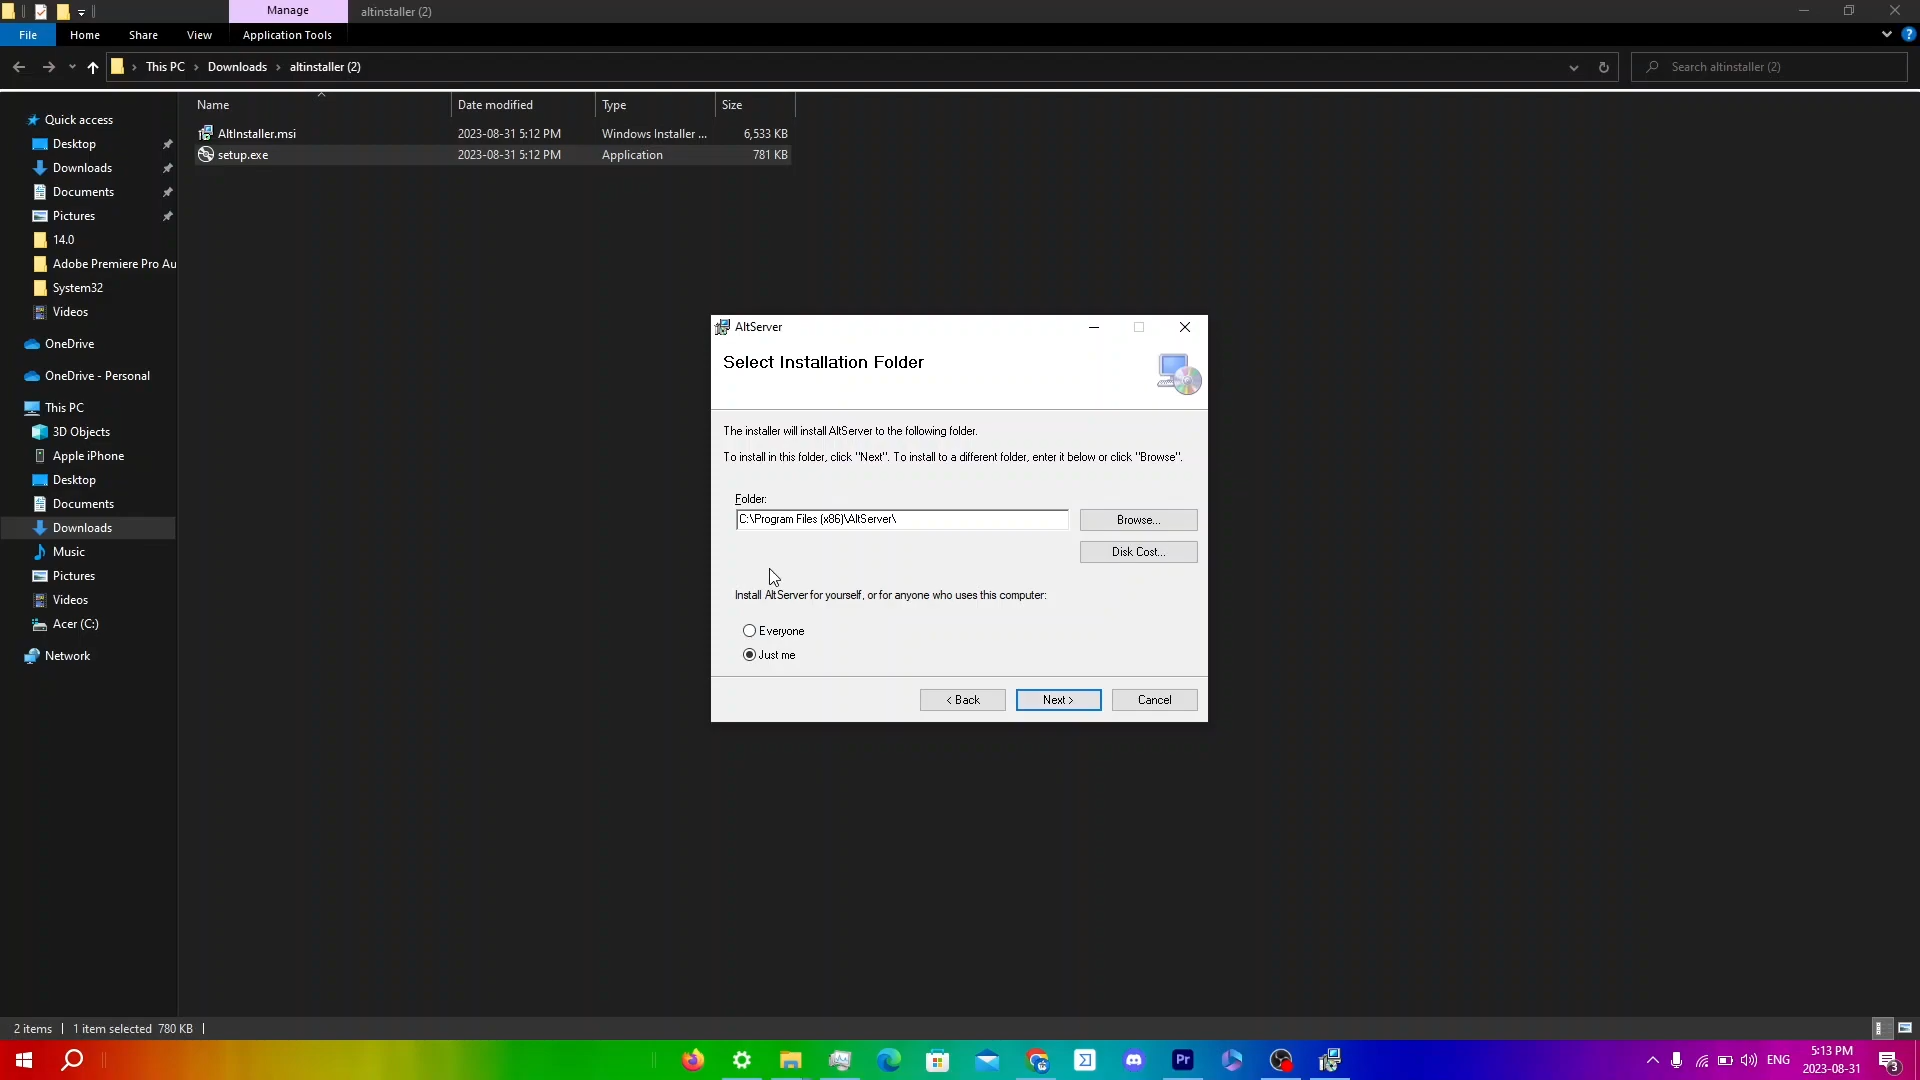 Manage
altinstaller (2)
File
Home
Share
View
Application Tools
This PC
Downloads
altinstaller (2)
Search altinstaller (2)
Name
Date modified
Type
Size
AltInstaller.msi
2023-08-31 5:12 PM
Windows Installer ...
6,533 KB
setup.exe
2023-08-31 5:12 PM
Application
781 KB
Quick access
Desktop
Downloads
Documents
Pictures
14.0
Adobe Premiere Pro Au
System32
Videos
OneDrive
OneDrive - Personal
This PC
3D Objects
Apple iPhone
Desktop
Documents
Downloads
Music
Pictures
Videos
Acer (C:)
Network
AltServer
Select Installation Folder
The installer will install AltServer to the following folder.
To install in this folder, click "Next". To install to a different folder, enter it below or click "Browse".
Folder:
C:\Program Files (x86)\AltServer\
Browse...
Disk Cost...
Install AltServer for yourself, or for anyone who uses this computer:
Everyone
Just me
< Back
Next >
Cancel
2 items
1 item selected 780 KB
Pr
ENG
5:13 PM
2023-08-31
3